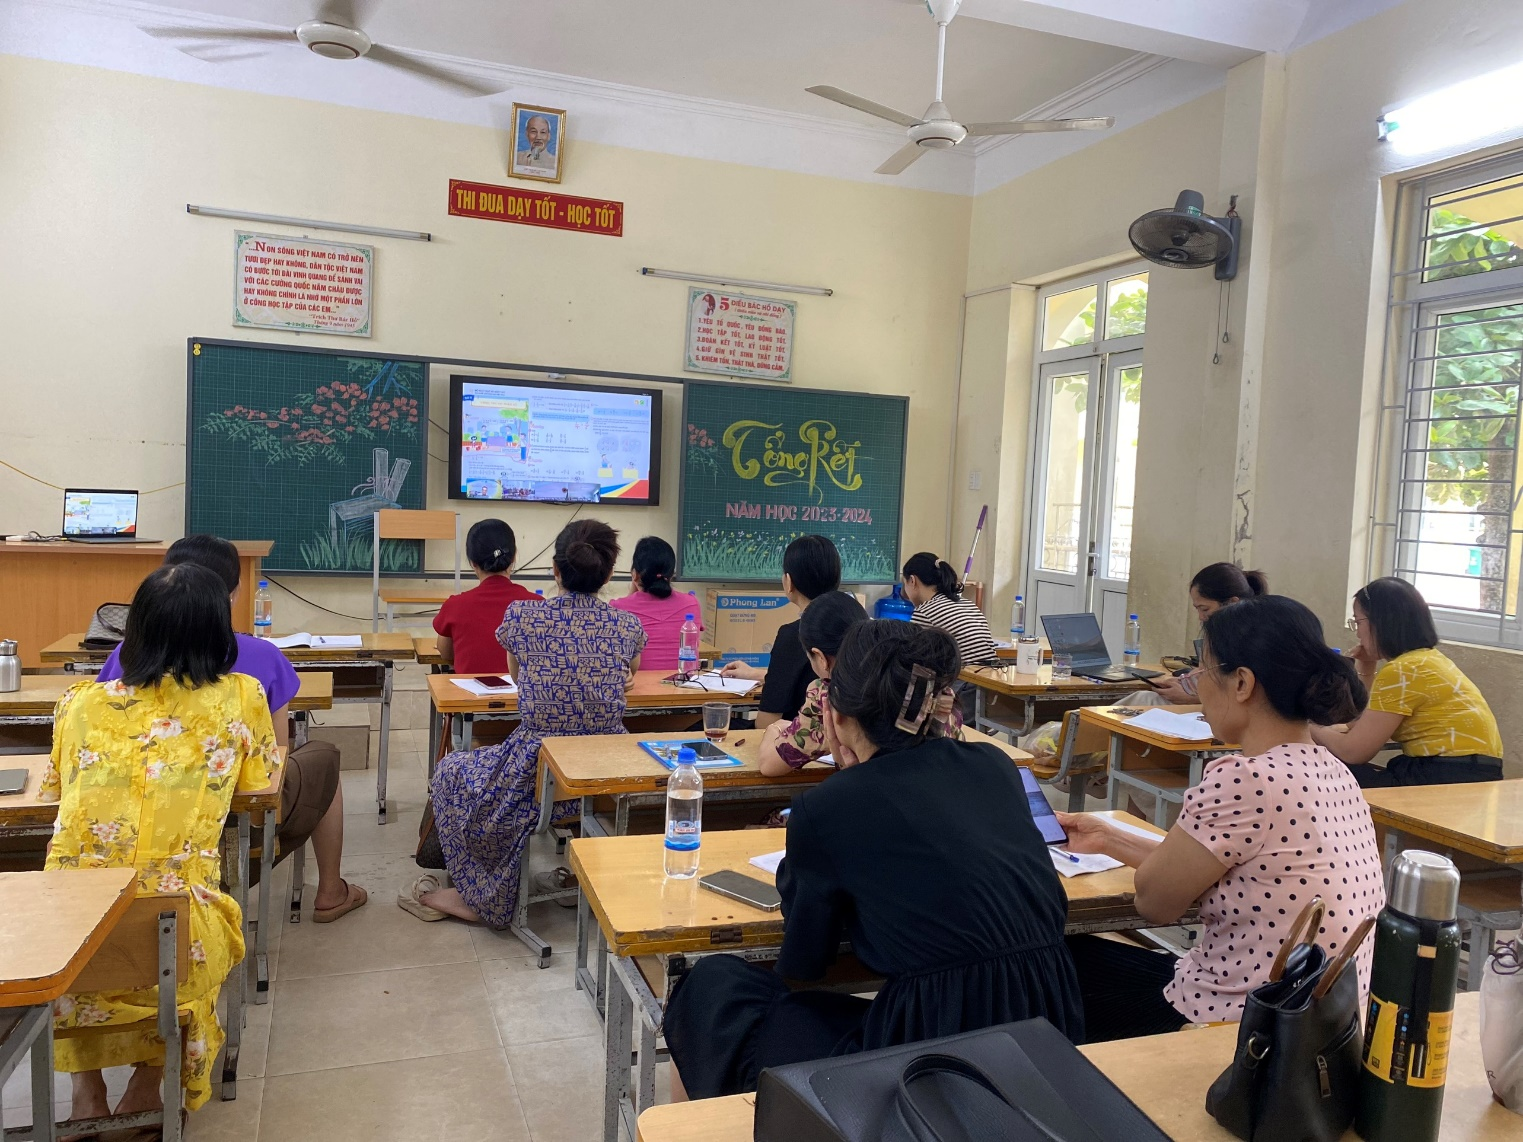 THI ĐUA DẠY TỐT - HỌC TỐT
NON SÔNG VIỆT NAM CÓ TRỞ NÊN
TƯƠI ĐẸP HAY KHÔNG, DÂN TỘC VIỆT NAM
CÓ BƯỚC TỚI ĐÀI VINH QUANG ĐỂ SÁNH VAI
VỚI CÁC CƯỜNG QUỐC NĂM CHÂU ĐƯỢC
HAY KHÔNG CHÍNH LÀ NHỜ MỘT PHẦN LỚN
Ở CÔNG HỌC TẬP CỦA CÁC EM...
"Trích Thư Bác Hồ"
Tháng 9 năm 1945
5 ĐIỀU BÁC HỒ DẠY
1.YÊU TỔ QUỐC, YÊU ĐỒNG BÀO.
2.HỌC TẬP TỐT, LAO ĐỘNG TỐT.
3.ĐOÀN KẾT TỐT, KỶ LUẬT TỐT.
4.GIỮ GÌN VỆ SINH THẬT TỐT.
5. KHIÊM TỐN, THẬT THÀ, DŨNG CẢM.
Tổng Kết
NĂM HỌC 2023-2024
Phong Lan